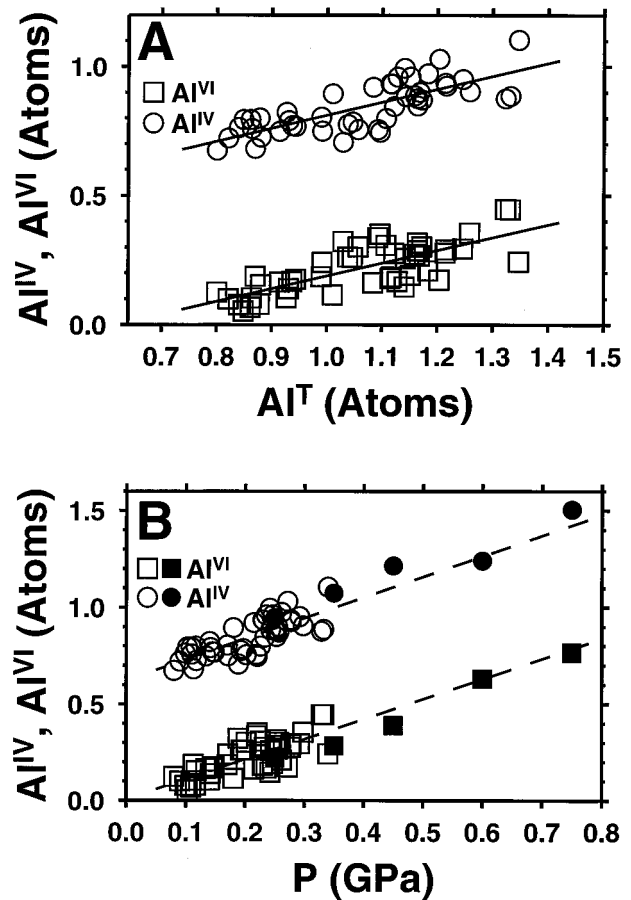 A
□ Al^VI
○ Al^IV
Al^IV, Al^VI (Atoms)
1.0
0.5
0.0
0.7 0.8 0.9 1.0 1.1 1.2 1.3 1.4 1.5
Al^T (Atoms)
B
□ ■ Al^VI
○ ● Al^IV
Al^IV, Al^VI (Atoms)
1.5
1.0
0.5
0.0
0.0 0.1 0.2 0.3 0.4 0.5 0.6 0.7 0.8
P (GPa)